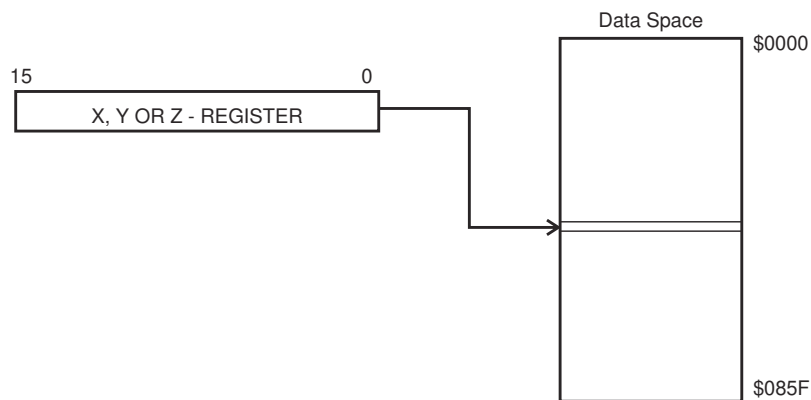 Data Space
$0000
15 0
X, Y OR Z - REGISTER
$085F